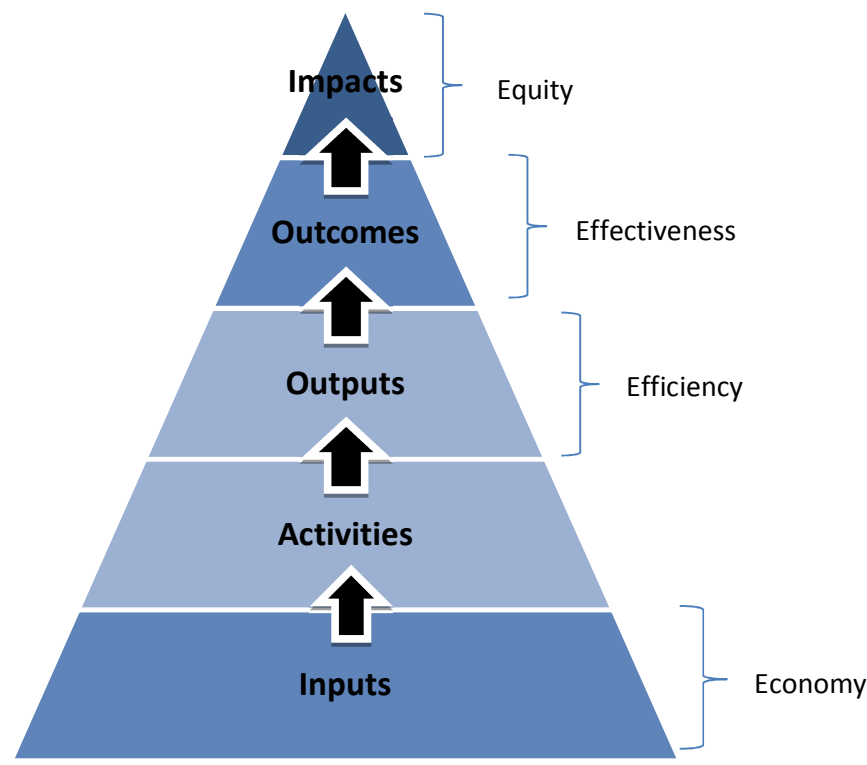 Impacts
Equity
Outcomes
Effectiveness
Outputs
Efficiency
Activities
Inputs
Economy